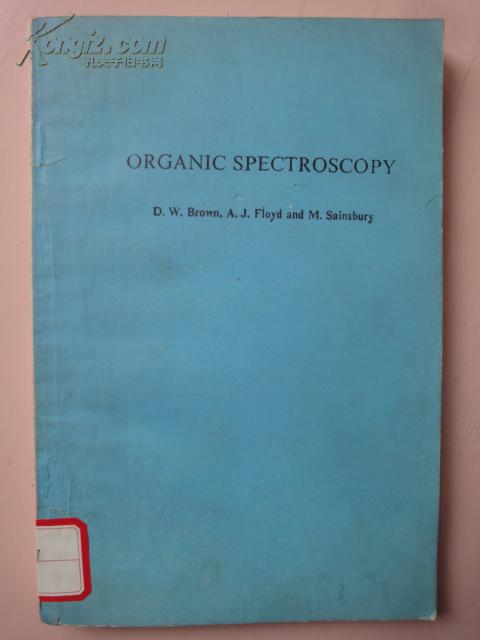 Kongfz.com
孔夫子旧书网
ORGANIC SPECTROSCOPY
D. W. Brown, A. J. Floyd and M. Sainsbury